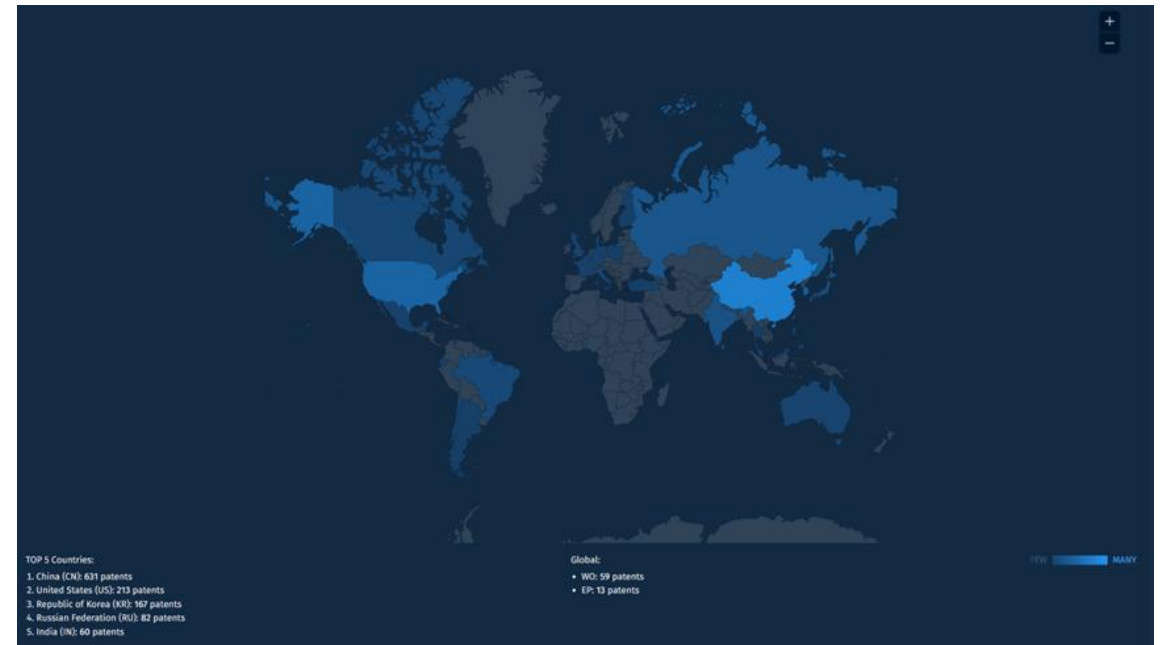 +
−
TOP 5 Countries:
1. China (CN): 631 patents
2. United States (US): 213 patents
3. Republic of Korea (KR): 167 patents
4. Russian Federation (RU): 82 patents
5. India (IN): 60 patents
Global:
• WO: 59 patents
• EP: 13 patents
FEW MANY